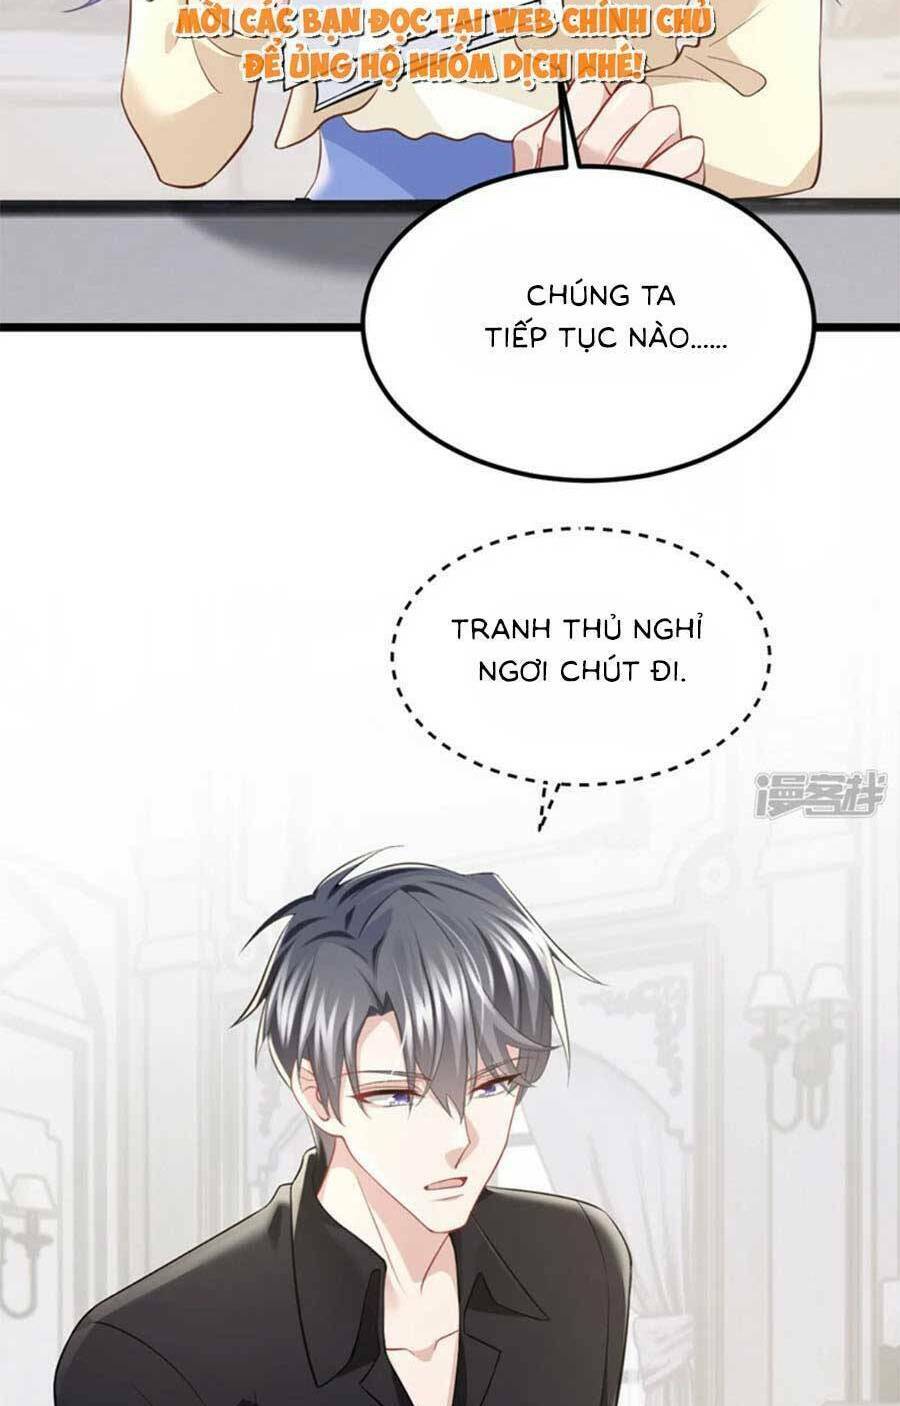 MỜI CÁC BẠN ĐỌC TẠI WEB CHÍNH CHỦ
ĐỂ ỦNG HỘ NHÓM DỊCH NHÉ!
CHÚNG TA
TIẾP TỤC NÀO......
TRANH THỦ NGHỈ
NGƠI CHÚT ĐI.
漫客栈